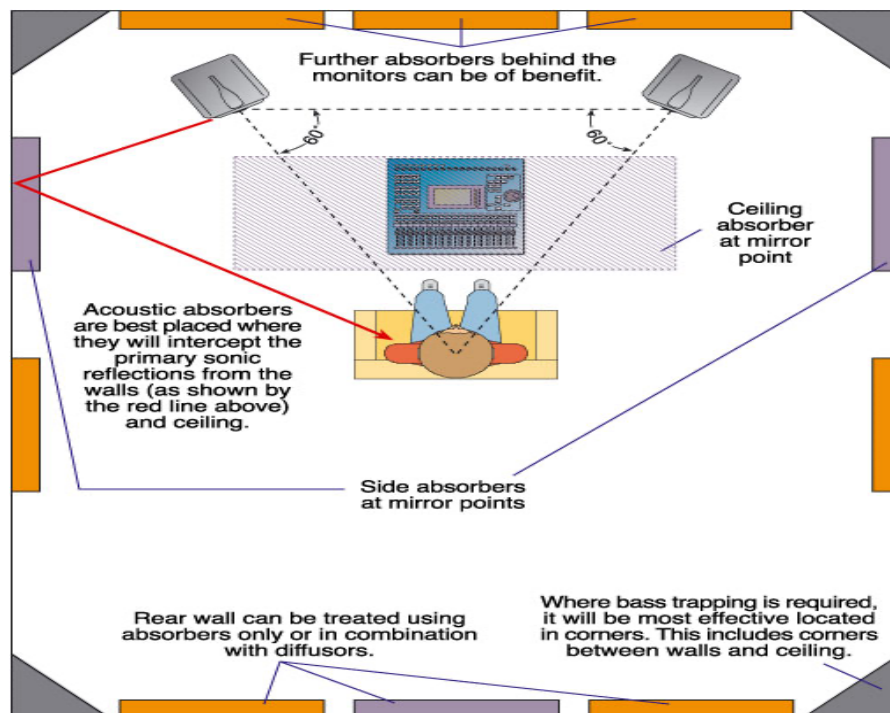 Further absorbers behind the
monitors can be of benefit.
60°
60°
Ceiling
absorber
at mirror
point
Acoustic absorbers
are best placed where
they will intercept the
primary sonic
reflections from the
walls (as shown by
the red line above)
and ceiling.
Side absorbers
at mirror points
Rear wall can be treated using
absorbers only or in combination
with diffusors.
Where bass trapping is required,
it will be most effective located
in corners. This includes corners
between walls and ceiling.